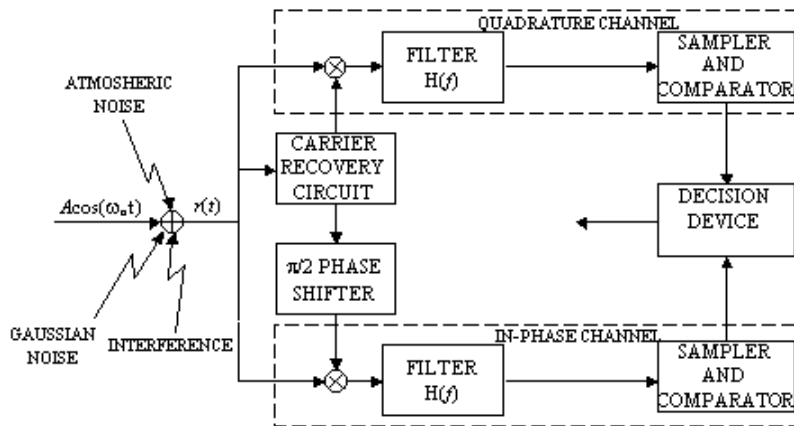 QUADRATURE CHANNEL
FILTER
H(f)
SAMPLER
AND
COMPARATOR
ATMOSHERIC
NOISE
CARRIER
RECOVERY
CIRCUIT
Acos(ωₒt)
r(t)
DECISION
DEVICE
π/2 PHASE
SHIFTER
GAUSSIAN
NOISE
INTERFERENCE
IN-PHASE CHANNEL
FILTER
H(f)
SAMPLER
AND
COMPARATOR